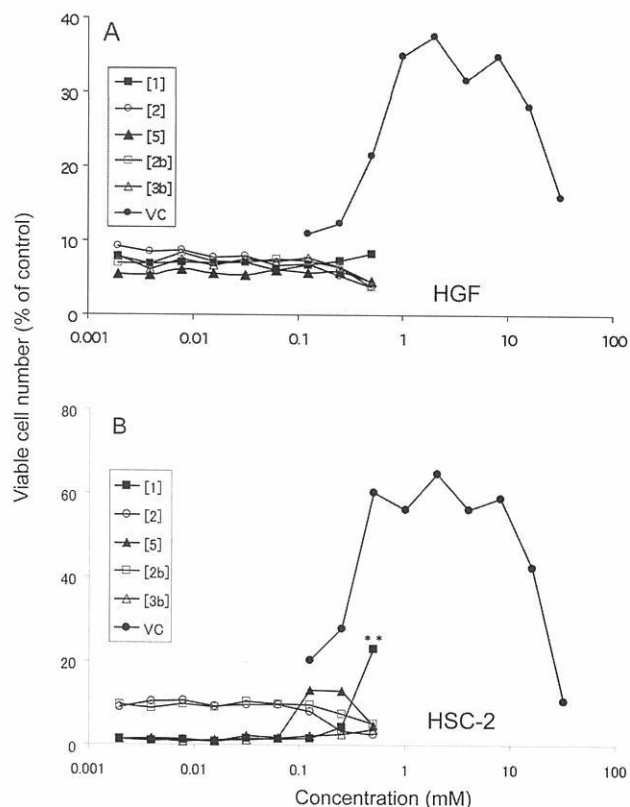 Viable cell number (% of control)
A
40
30
20
10
0
[1]
[2]
[5]
[2b]
[3b]
VC
HGF
0.001
0.01
0.1
1
10
100
B
80
60
40
20
0
[1]
[2]
[5]
[2b]
[3b]
VC
**
HSC-2
0.001
0.01
0.1
1
10
100
Concentration (mM)